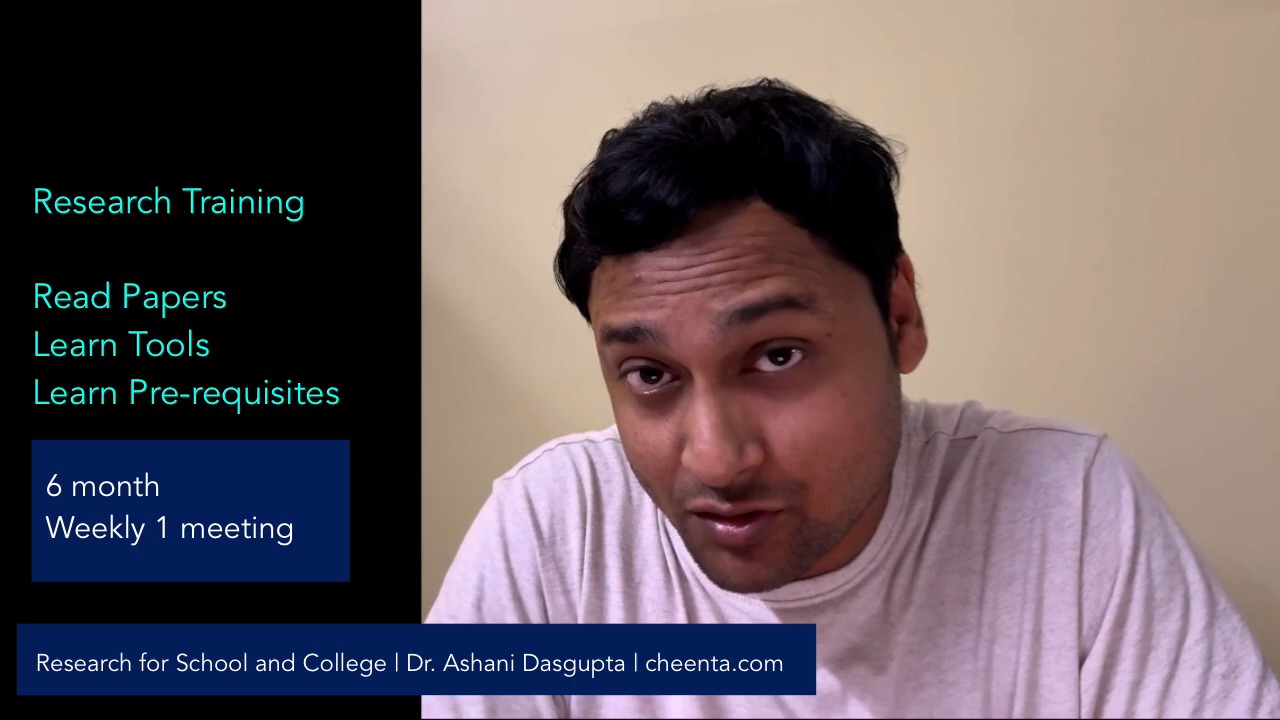 Research Training
Read Papers
Learn Tools
Learn Pre-requisites
6 month
Weekly 1 meeting
Research for School and College | Dr. Ashani Dasgupta | cheenta.com